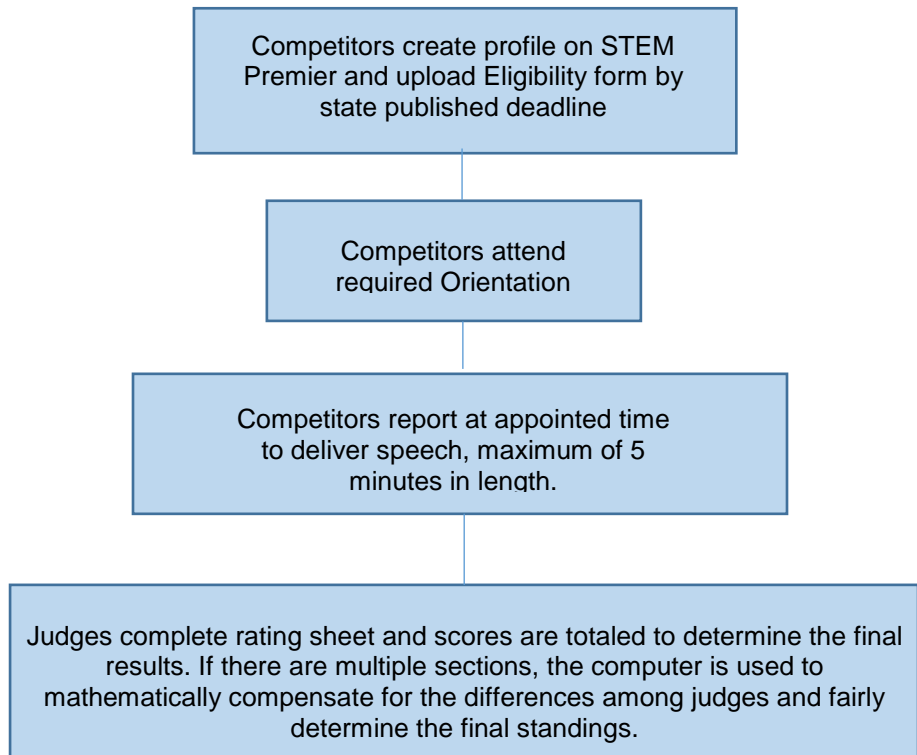 Competitors create profile on STEM
Premier and upload Eligibility form by
state published deadline
Competitors attend
required Orientation
Competitors report at appointed time
to deliver speech, maximum of 5
minutes in length.
Judges complete rating sheet and scores are totaled to determine the final
results. If there are multiple sections, the computer is used to
mathematically compensate for the differences among judges and fairly
determine the final standings.